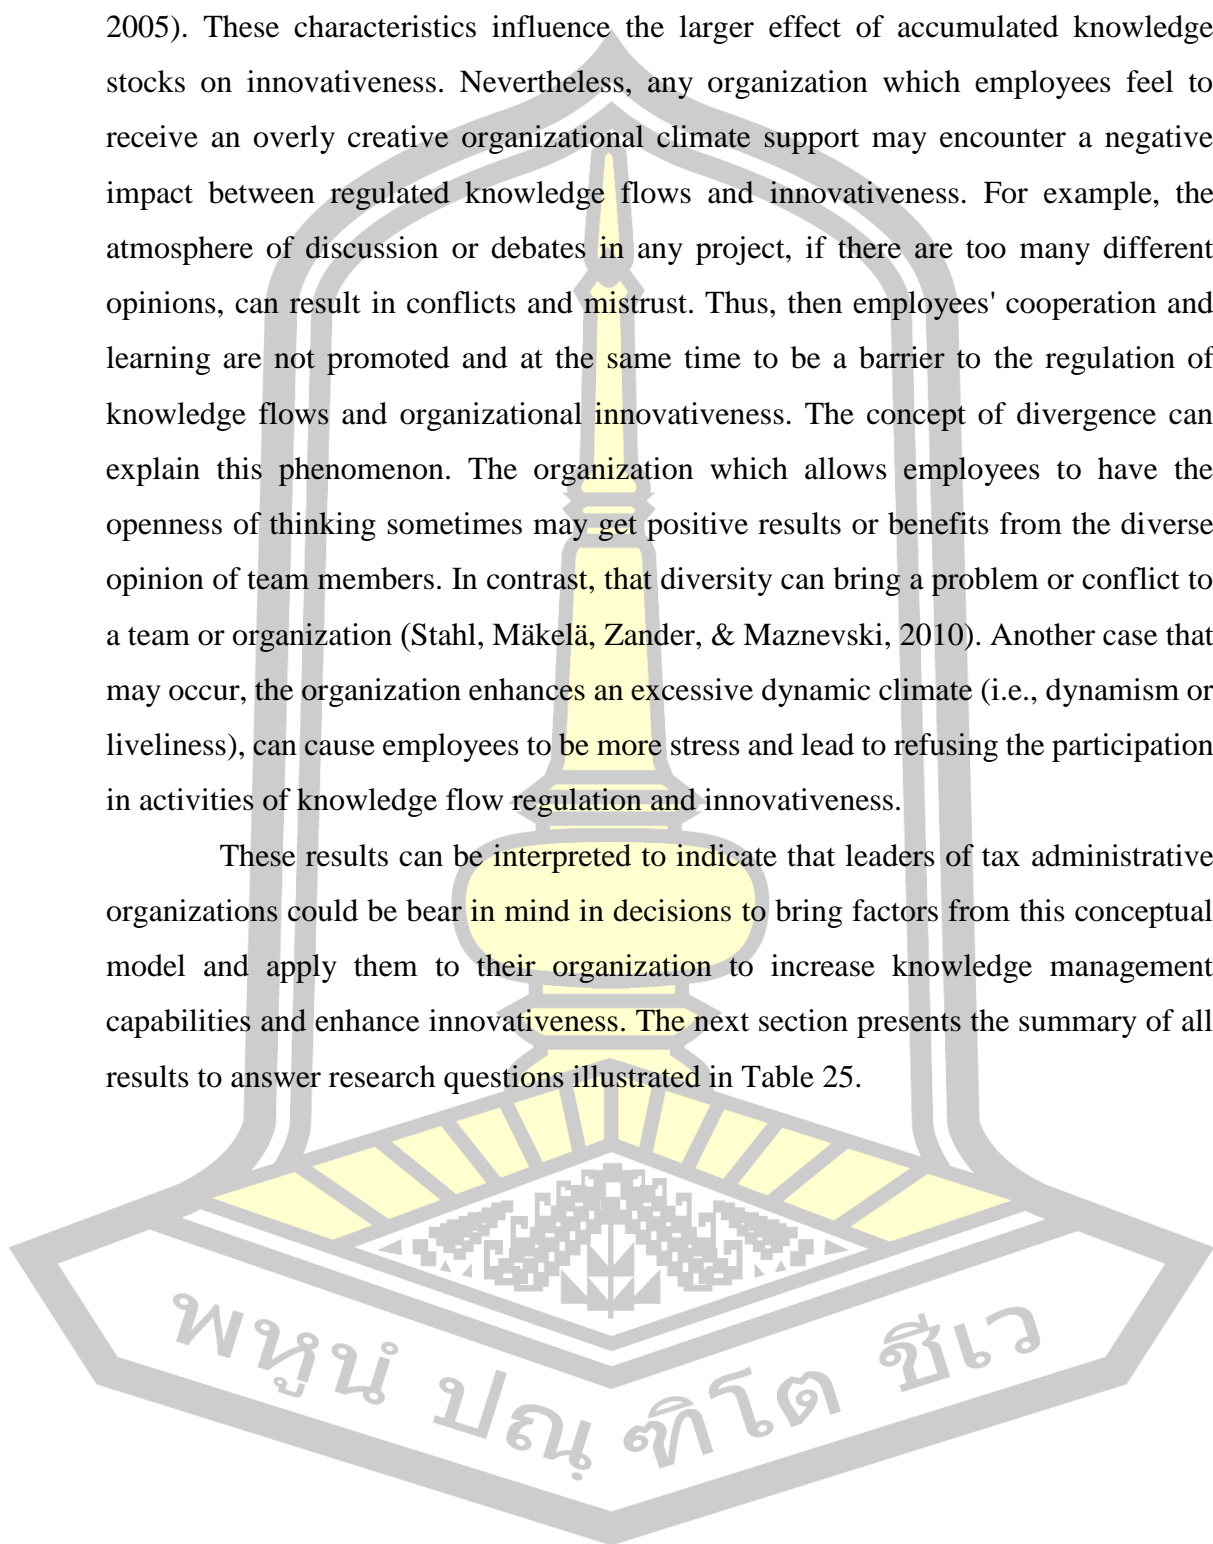 2005). These characteristics influence the larger effect of accumulated knowledge
stocks on innovativeness. Nevertheless, any organization which employees feel to
receive an overly creative organizational climate support may encounter a negative
impact between regulated knowledge flows and innovativeness. For example, the
atmosphere of discussion or debates in any project, if there are too many different
opinions, can result in conflicts and mistrust. Thus, then employees' cooperation and
learning are not promoted and at the same time to be a barrier to the regulation of
knowledge flows and organizational innovativeness. The concept of divergence can
explain this phenomenon. The organization which allows employees to have the
openness of thinking sometimes may get positive results or benefits from the diverse
opinion of team members. In contrast, that diversity can bring a problem or conflict to
a team or organization (Stahl, Mäkelä, Zander, & Maznevski, 2010). Another case that
may occur, the organization enhances an excessive dynamic climate (i.e., dynamism or
liveliness), can cause employees to be more stress and lead to refusing the participation
in activities of knowledge flow regulation and innovativeness.
These results can be interpreted to indicate that leaders of tax administrative
organizations could be bear in mind in decisions to bring factors from this conceptual
model and apply them to their organization to increase knowledge management
capabilities and enhance innovativeness. The next section presents the summary of all
results to answer research questions illustrated in Table 25.
พหูนํ ปณฺฑิโต ชีเว